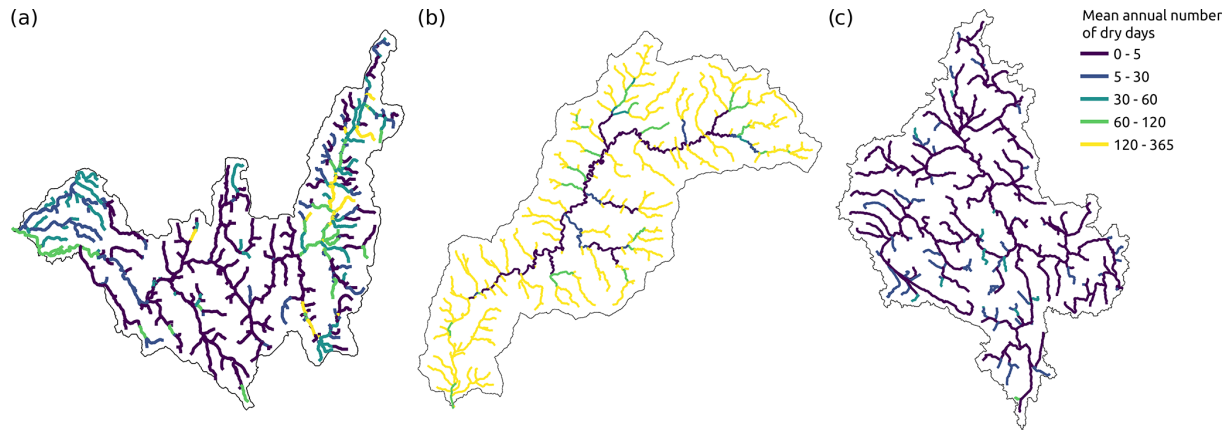 (a)
(b)
(c)
Mean annual number
of dry days
0 - 5
5 - 30
30 - 60
60 - 120
120 - 365